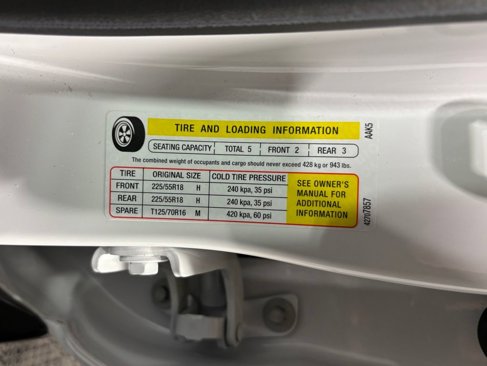 TIRE AND LOADING INFORMATION
SEATING CAPACITY TOTAL 5 FRONT 2 REAR 3
The combined weight of occupants and cargo should never exceed 428 kg or 943 lbs.
TIRE ORIGINAL SIZE COLD TIRE PRESSURE
FRONT 225/55R18 H 240 kpa, 35 psi
REAR 225/55R18 H 240 kpa, 35 psi
SPARE T125/70R16 M 420 kpa, 60 psi
SEE OWNER'S
MANUAL FOR
ADDITIONAL
INFORMATION
AAK5
42707B57